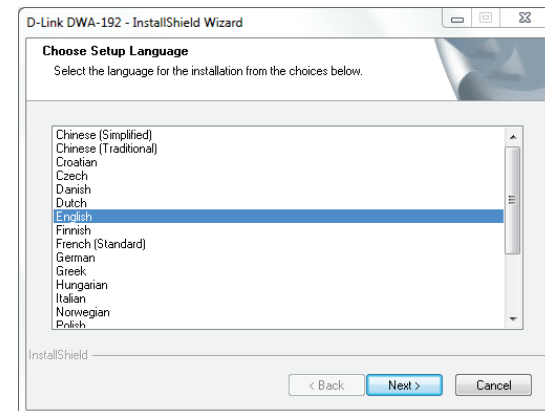 D-Link DWA-192 - InstallShield Wizard
Choose Setup Language
Select the language for the installation from the choices below.
Chinese (Simplified)
Chinese (Traditional)
Croatian
Czech
Danish
Dutch
English
Finnish
French (Standard)
German
Greek
Hungarian
Italian
Norwegian
Polish
InstallShield
< Back
Next >
Cancel